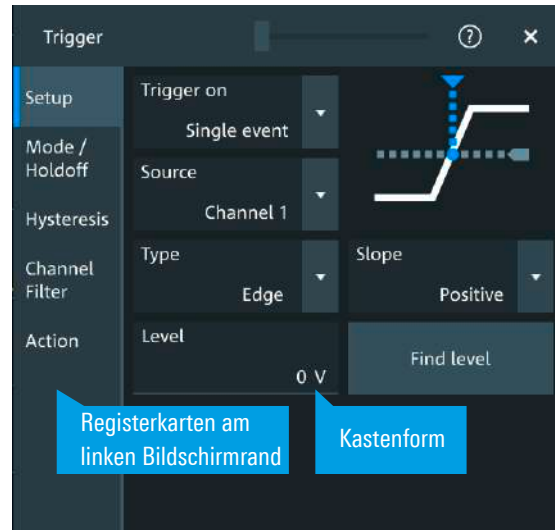 Trigger
Setup
Mode /
Holdoff
Hysteresis
Channel
Filter
Action
Trigger on
Single event
Source
Channel 1
Type
Edge
Slope
Positive
Level
0 V
Find level
Registerkarten am
linken Bildschirmrand
Kastenform